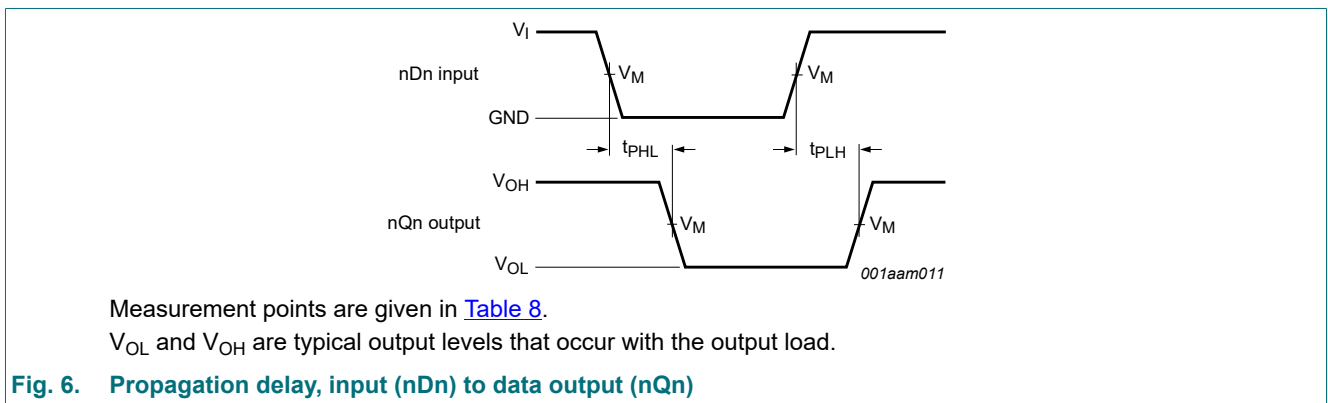 VI
nDn input
VM
VM
GND
tPHL
tPLH
VOH
nQn output
VM
VM
VOL
001aam011
Measurement points are given in Table 8.
VOL and VOH are typical output levels that occur with the output load.
Fig. 6. Propagation delay, input (nDn) to data output (nQn)